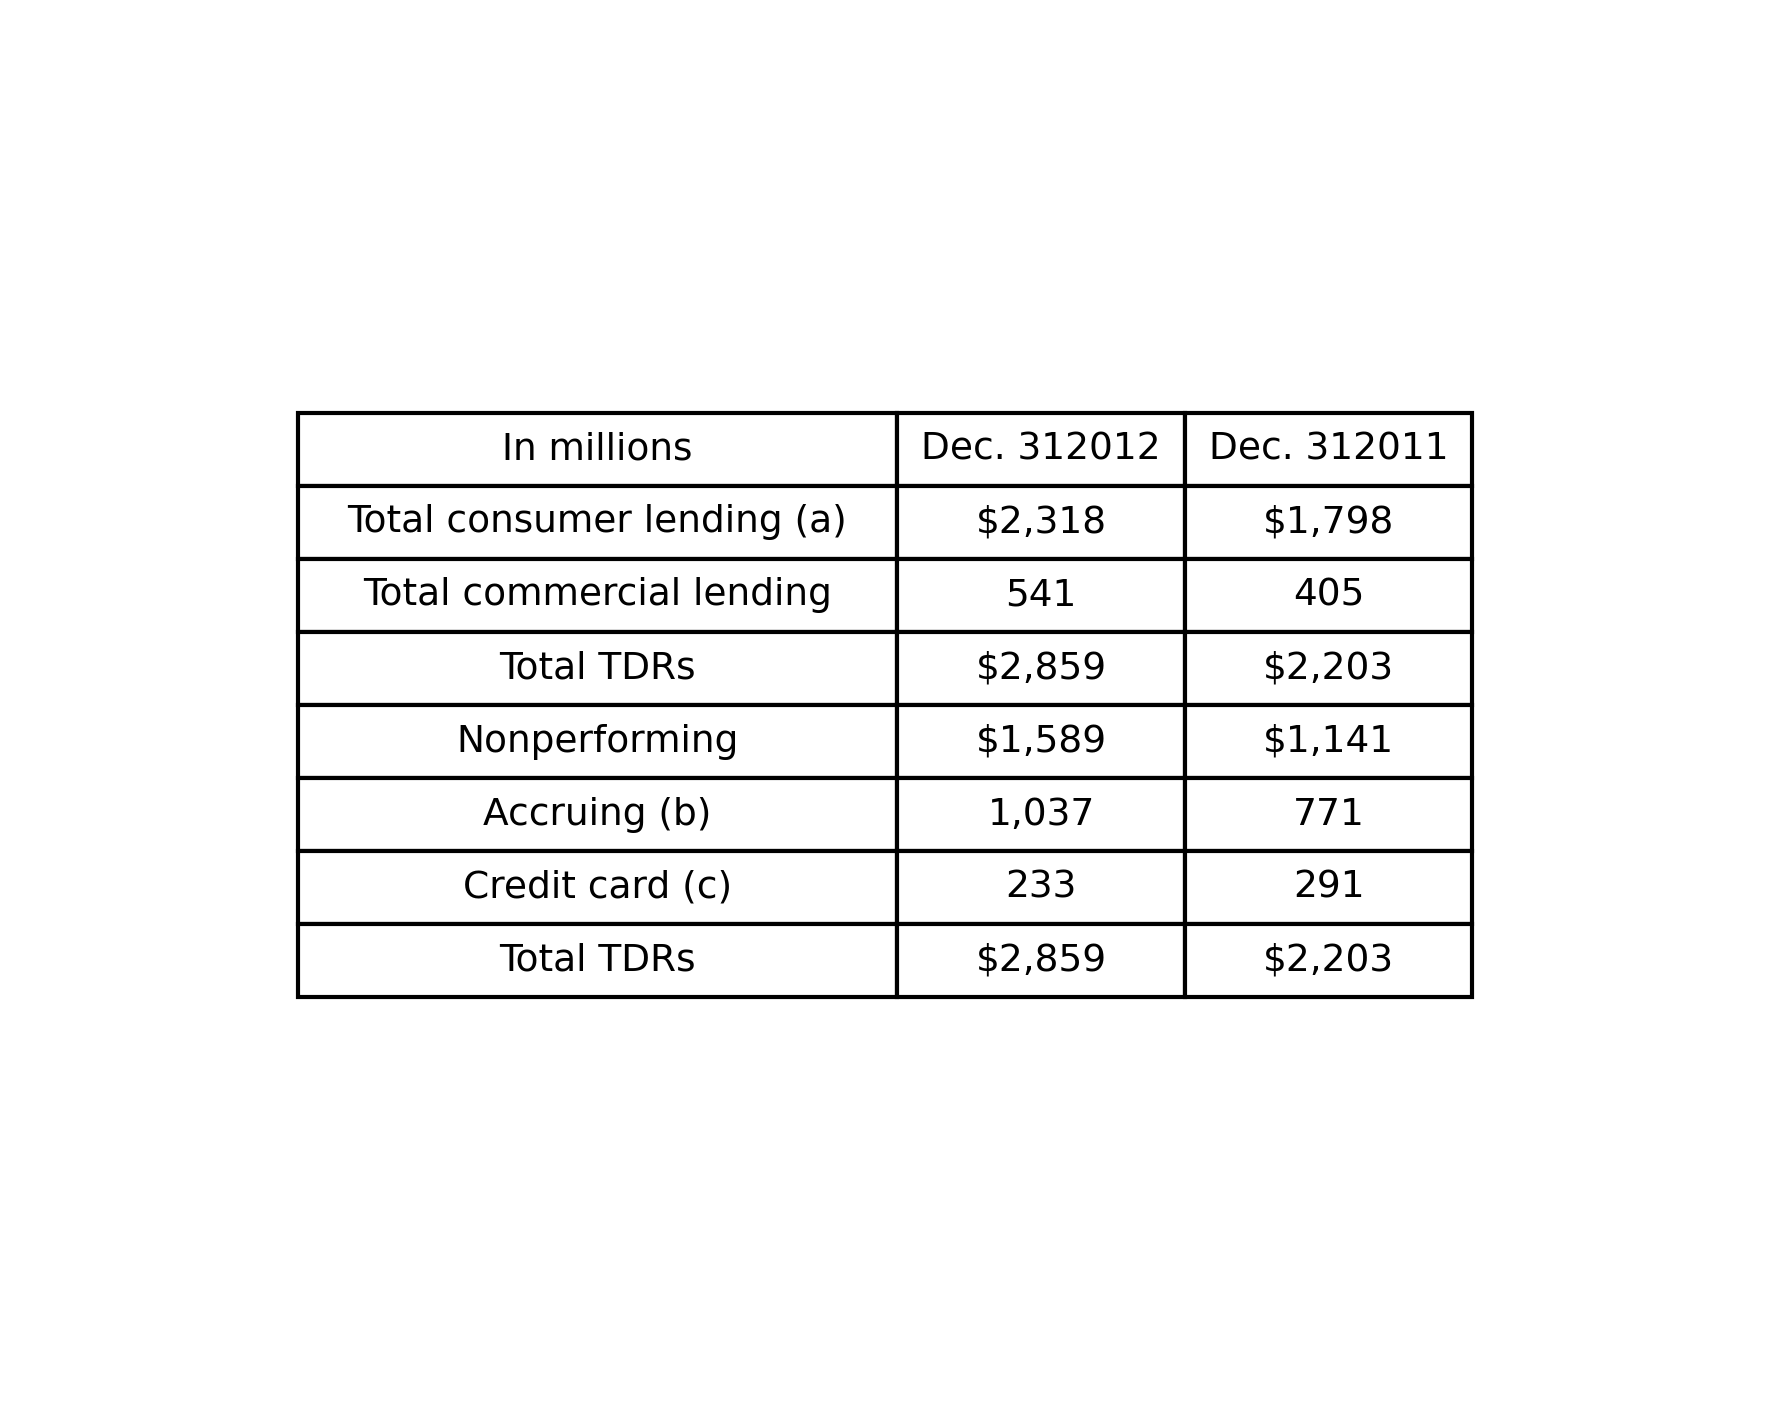 In millions Dec. 312012 Dec. 312011
Total consumer lending (a) $2,318 $1,798
Total commercial lending 541 405
Total TDRs $2,859 $2,203
Nonperforming $1,589 $1,141
Accruing (b) 1,037 771
Credit card (c) 233 291
Total TDRs $2,859 $2,203